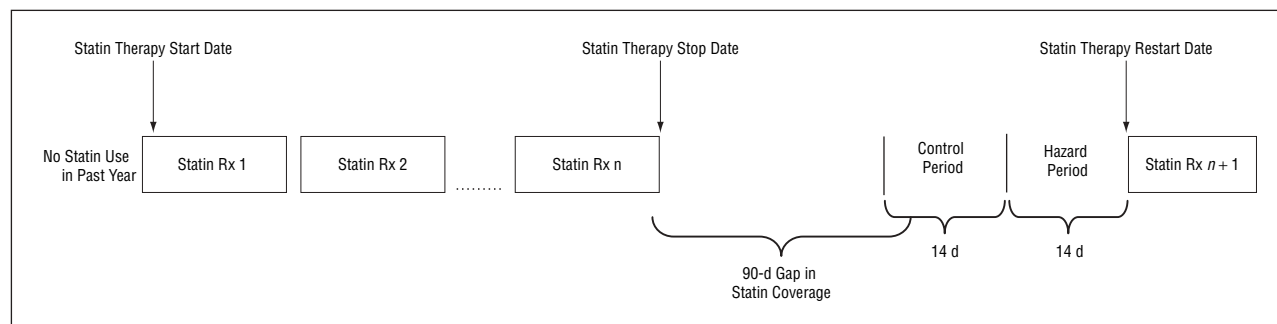 Statin Therapy Start Date
Statin Therapy Stop Date
Statin Therapy Restart Date
No Statin Use
in Past Year
Statin Rx 1
Statin Rx 2
.........
Statin Rx n
Control
Period
Hazard
Period
Statin Rx n + 1
14 d
14 d
90-d Gap in
Statin Coverage